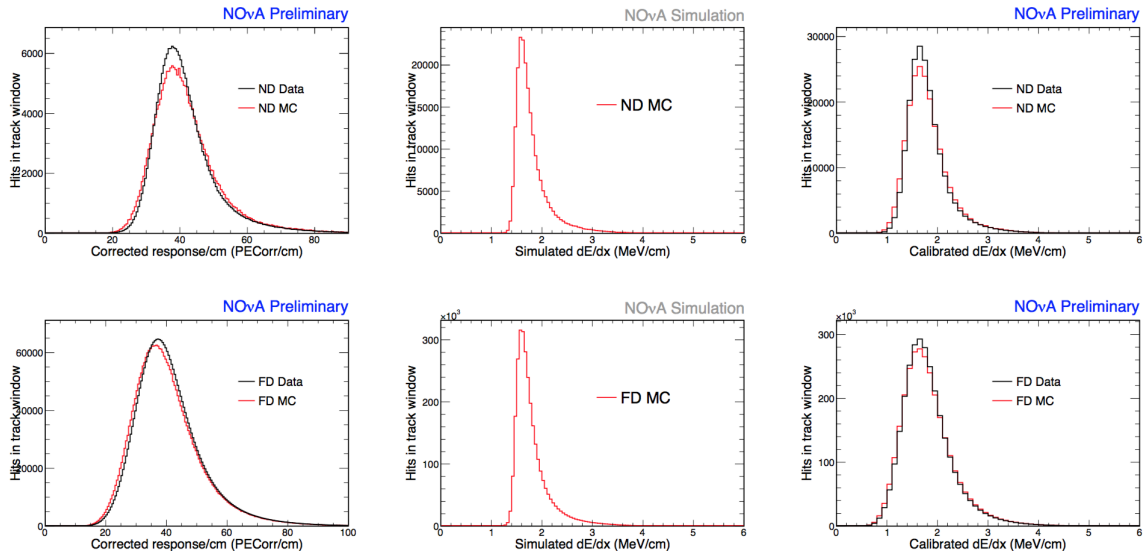 NOνA Preliminary
Hits in track window
6000
4000
2000
0
ND Data
ND MC
0 20 40 60 80
Corrected response/cm (PECorr/cm)
NOνA Simulation
Hits in track window
20000
15000
10000
5000
0
ND MC
0 1 2 3 4 5 6
Simulated dE/dx (MeV/cm)
NOνA Preliminary
Hits in track window
30000
20000
10000
0
ND Data
ND MC
0 1 2 3 4 5 6
Calibrated dE/dx (MeV/cm)
NOνA Preliminary
Hits in track window
60000
40000
20000
0
FD Data
FD MC
0 20 40 60 80 100
Corrected response/cm (PECorr/cm)
NOνA Simulation
×10³
Hits in track window
300
200
100
0
FD MC
0 1 2 3 4 5 6
Simulated dE/dx (MeV/cm)
NOνA Preliminary
×10³
Hits in track window
300
200
100
0
FD Data
FD MC
0 1 2 3 4 5 6
Calibrated dE/dx (MeV/cm)